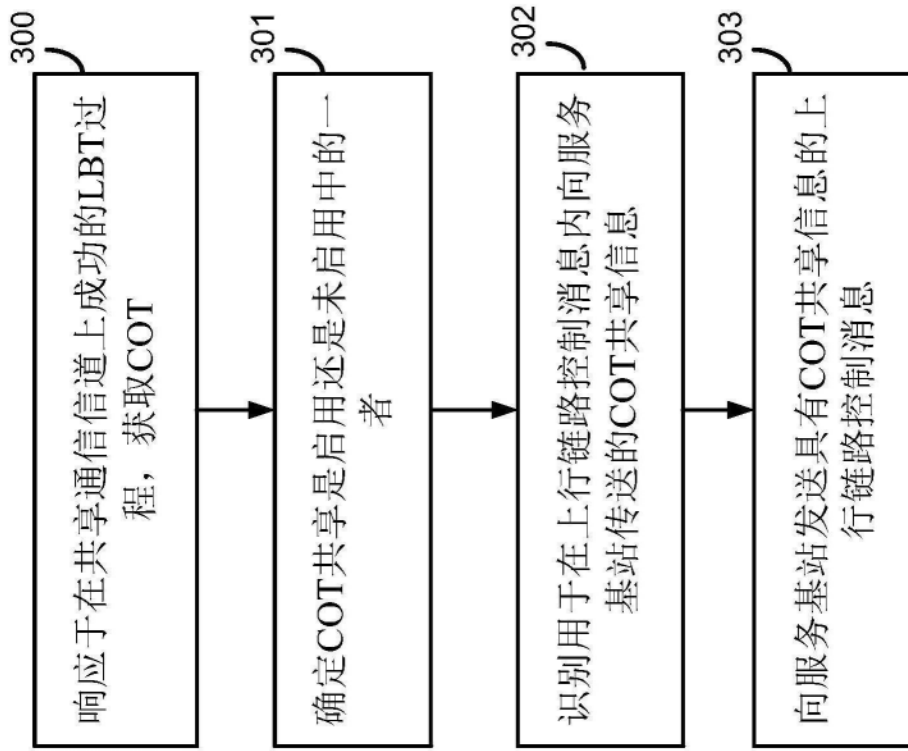 300
响应于在共享通信信道上成功的LBT过
程，获取COT
301
确定COT共享是启用还是未启用中的一
者
302
识别用于在上行链路控制消息内向服务
基站传送的COT共享信息
303
向服务基站发送具有COT共享信息的上
行链路控制消息